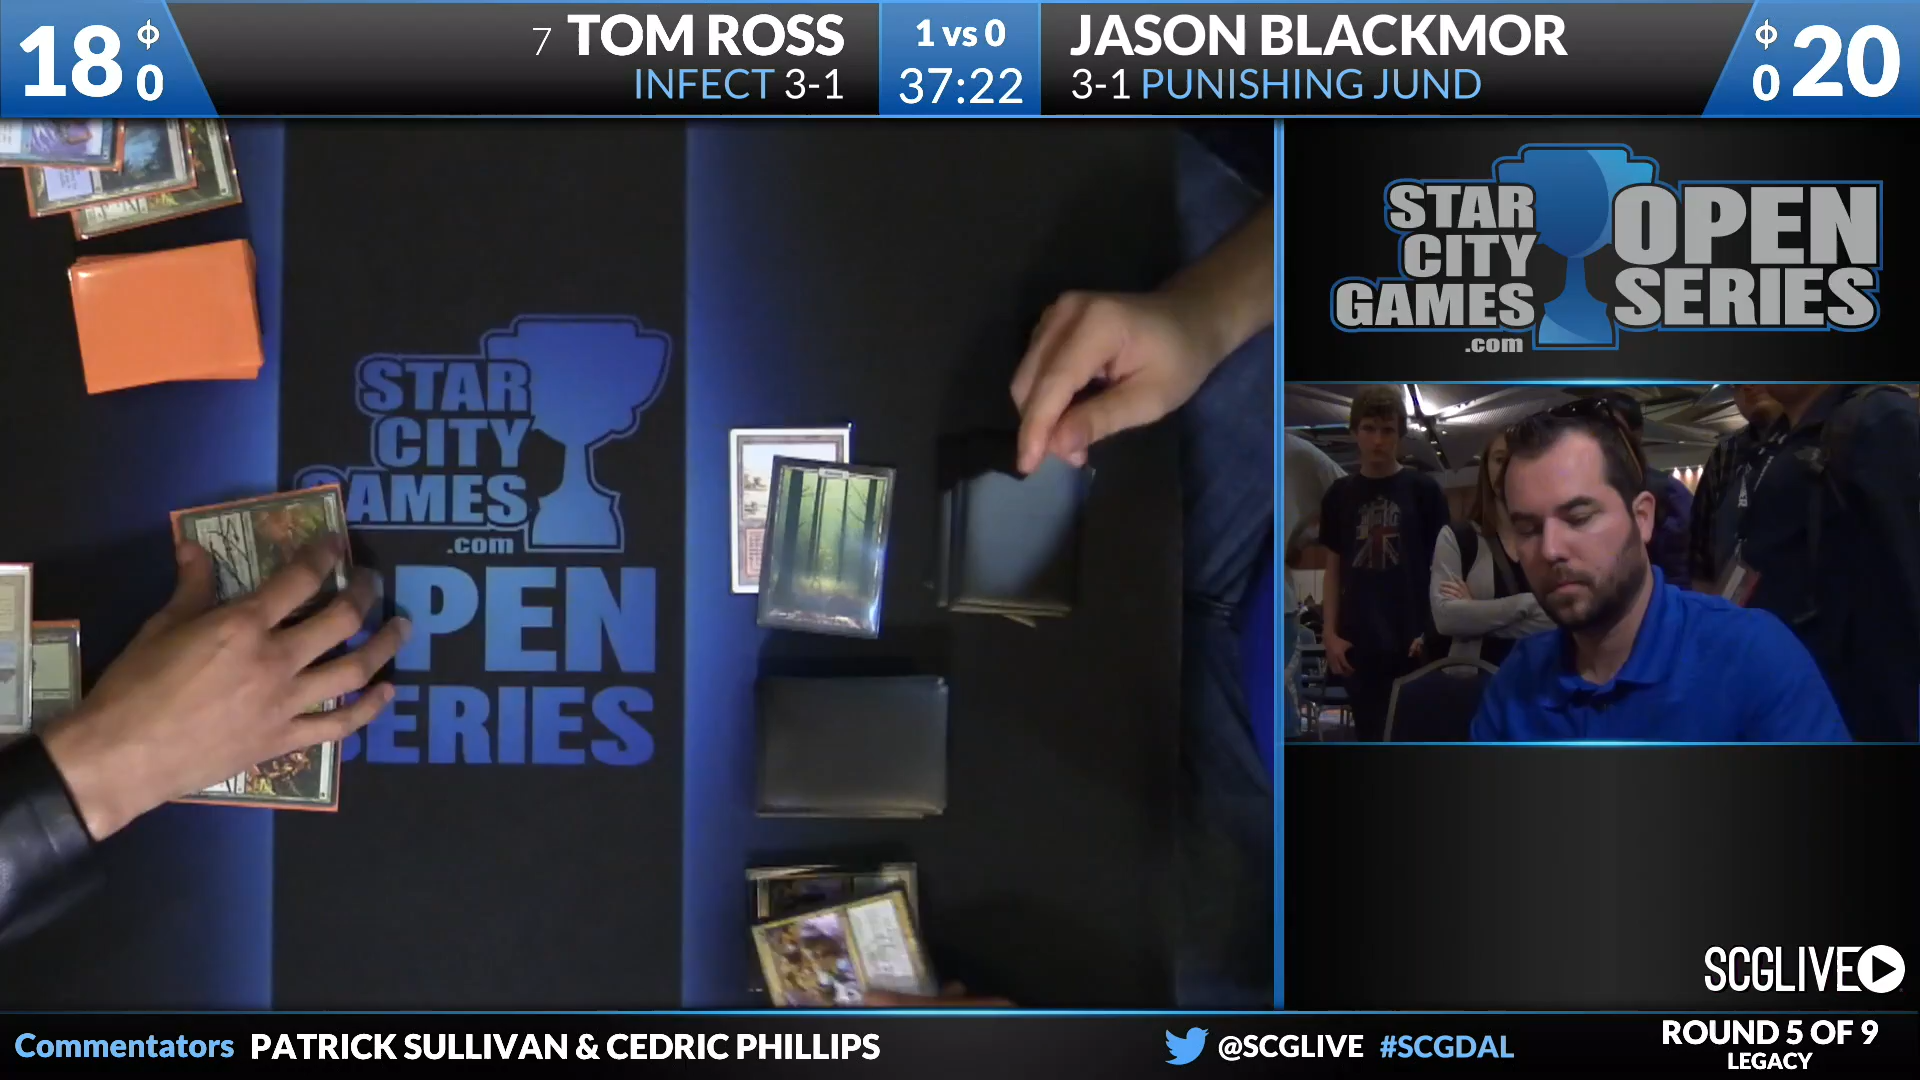 18 0
7 TOM ROSS
INFECT 3-1
1 vs 0
37:22
JASON BLACKMOR
3-1 PUNISHING JUND
0 20
STAR
CITY
GAMES
.com
OPEN
SERIES
STAR
CITY
GAMES
.com
OPEN
SERIES
SCGLIVE
Commentators PATRICK SULLIVAN & CEDRIC PHILLIPS
@SCGLIVE #SCGDAL
ROUND 5 OF 9
LEGACY